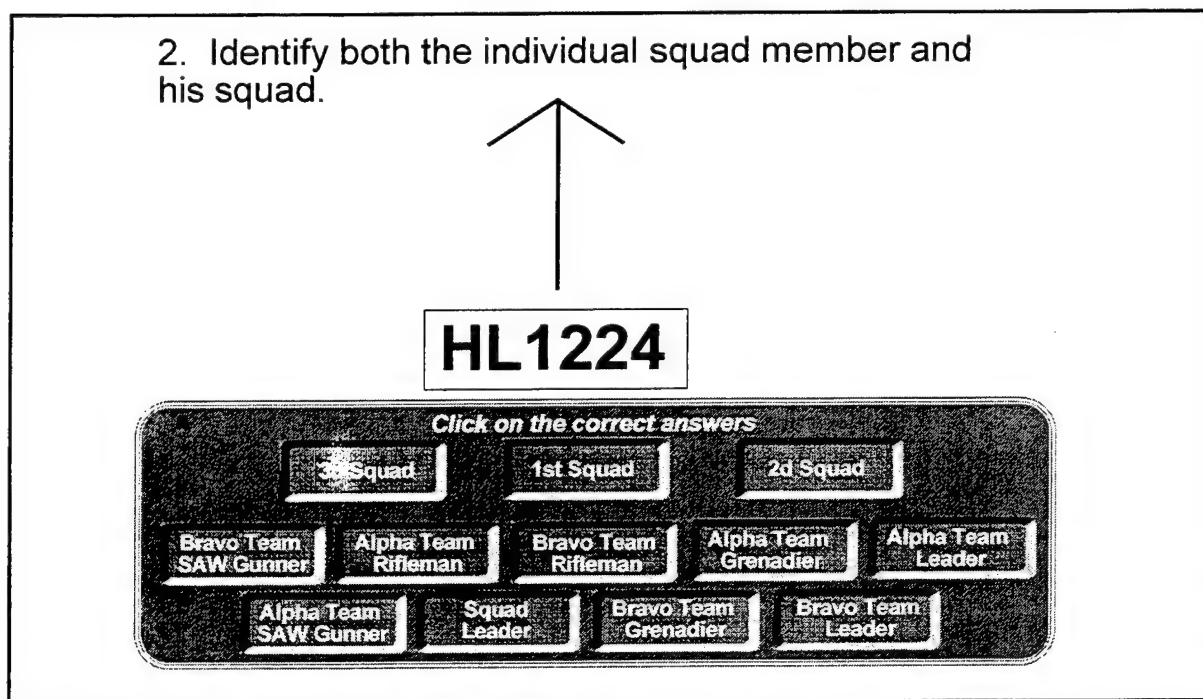 2. Identify both the individual squad member and
his squad.
HL1224
Click on the correct answers
Squad
1st Squad
2d Squad
Bravo Team
SAW Gunner
Alpha Team
Rifleman
Bravo Team
Rifleman
Alpha Team
Grenadier
Alpha Team
Leader
Alpha Team
SAW Gunner
Squad
Leader
Bravo Team
Grenadier
Bravo Team
Leader